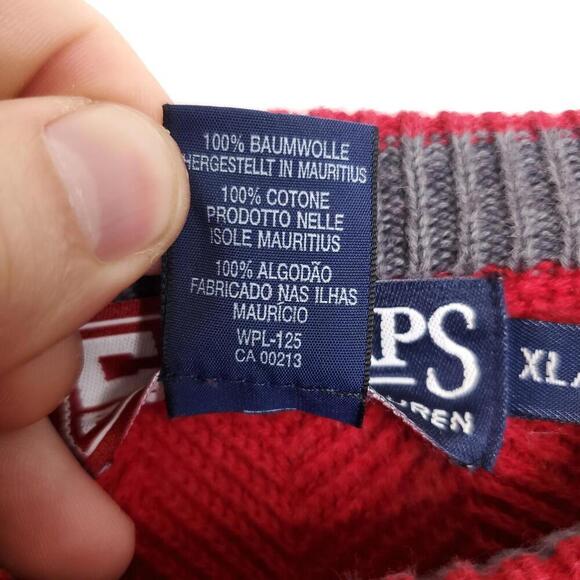 100% BAUMWOLLE
HERGESTELLT IN MAURITIUS
100% COTONE
PRODOTTO NELLE
ISOLE MAURITIUS
100% ALGODÃO
FABRICADO NAS ILHAS
MAURÍCIO
WPL-125
CA 00213
PS
REN
XL